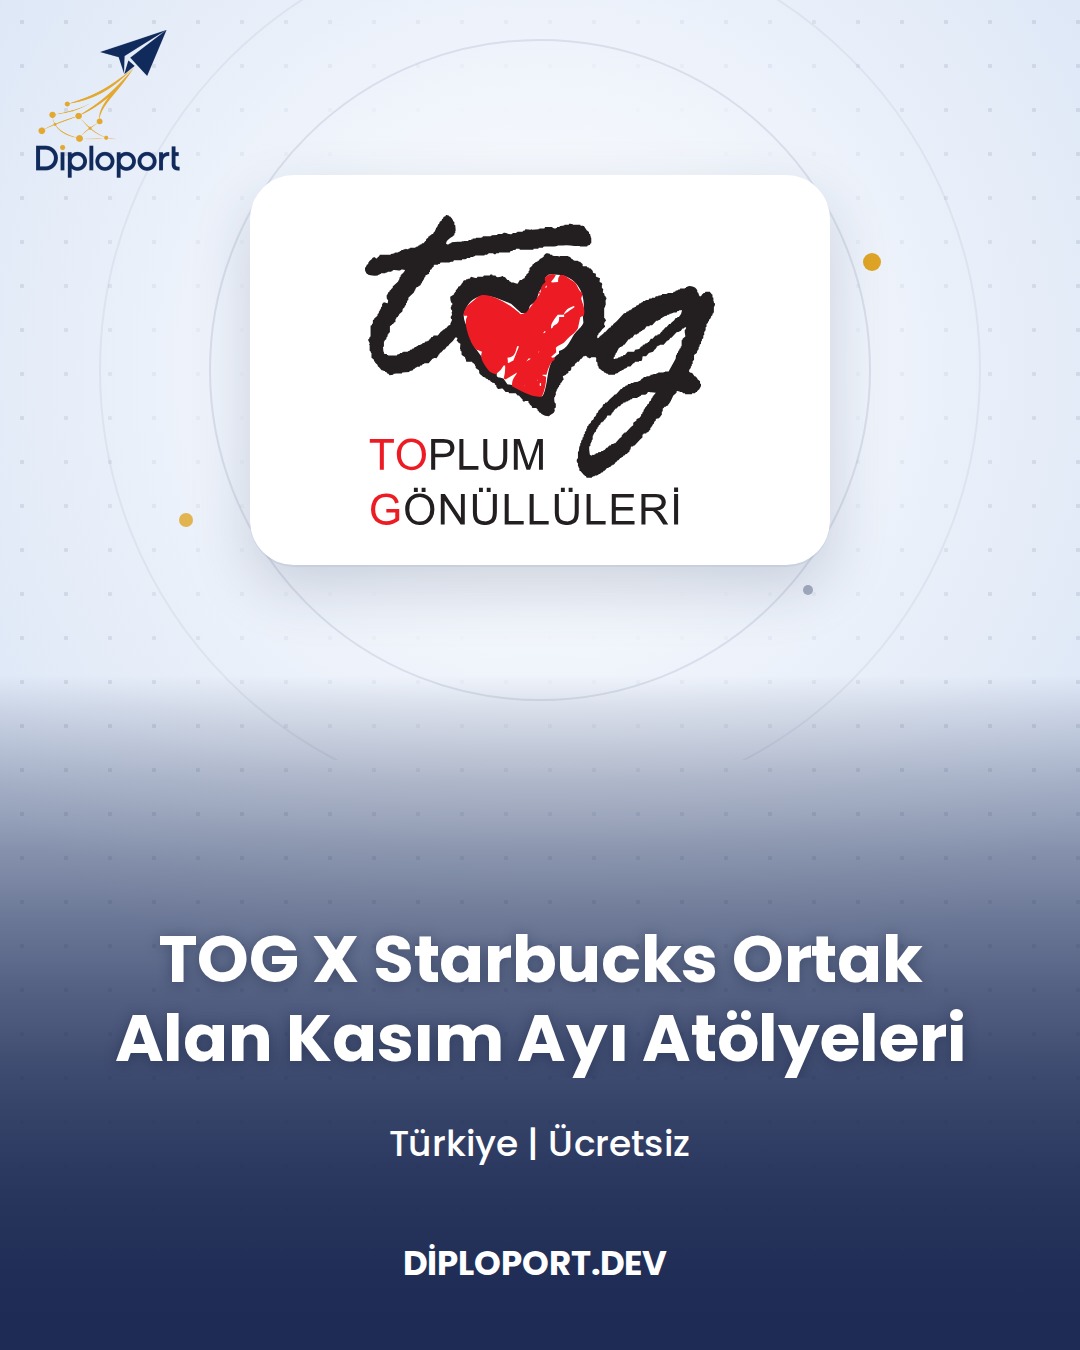 Diploport
tog
TOPLUM
GÖNÜLLÜLERİ
TOG X Starbucks Ortak
Alan Kasım Ayı Atölyeleri
Türkiye | Ücretsiz
DİPLOPORT.DEV